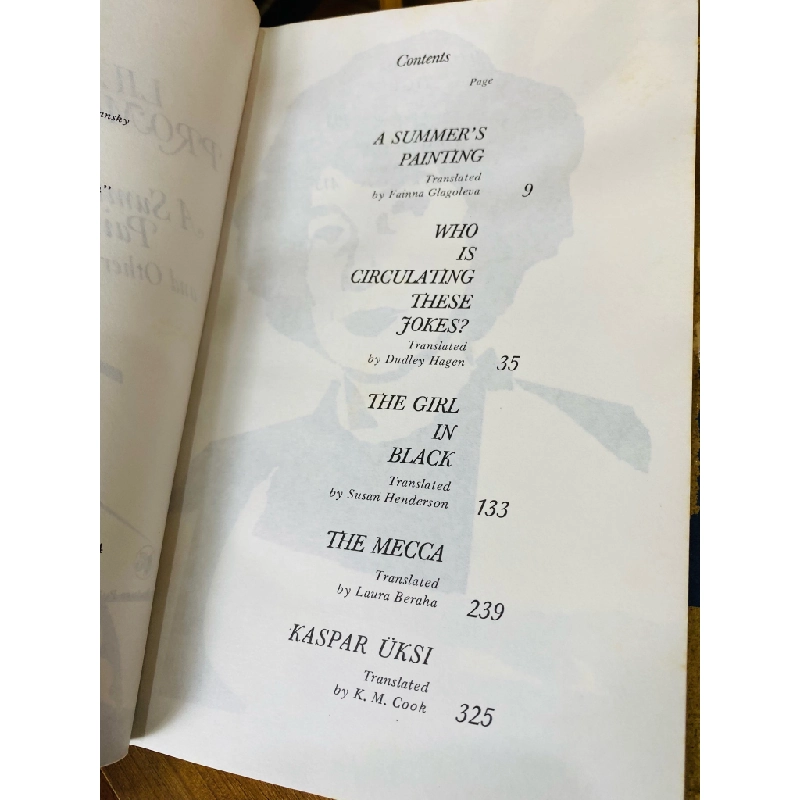 Contents
Page
A SUMMER'S
PAINTING
Translated
by Fainna Glagoleva 9
WHO
IS
CIRCULATING
THESE
JOKES?
Translated
by Dudley Hagen 35
THE GIRL
IN
BLACK
Translated
by Susan Henderson 133
THE MECCA
Translated
by Laura Beraha 239
KASPAR ÜKSI
Translated
by K. M. Cook 325